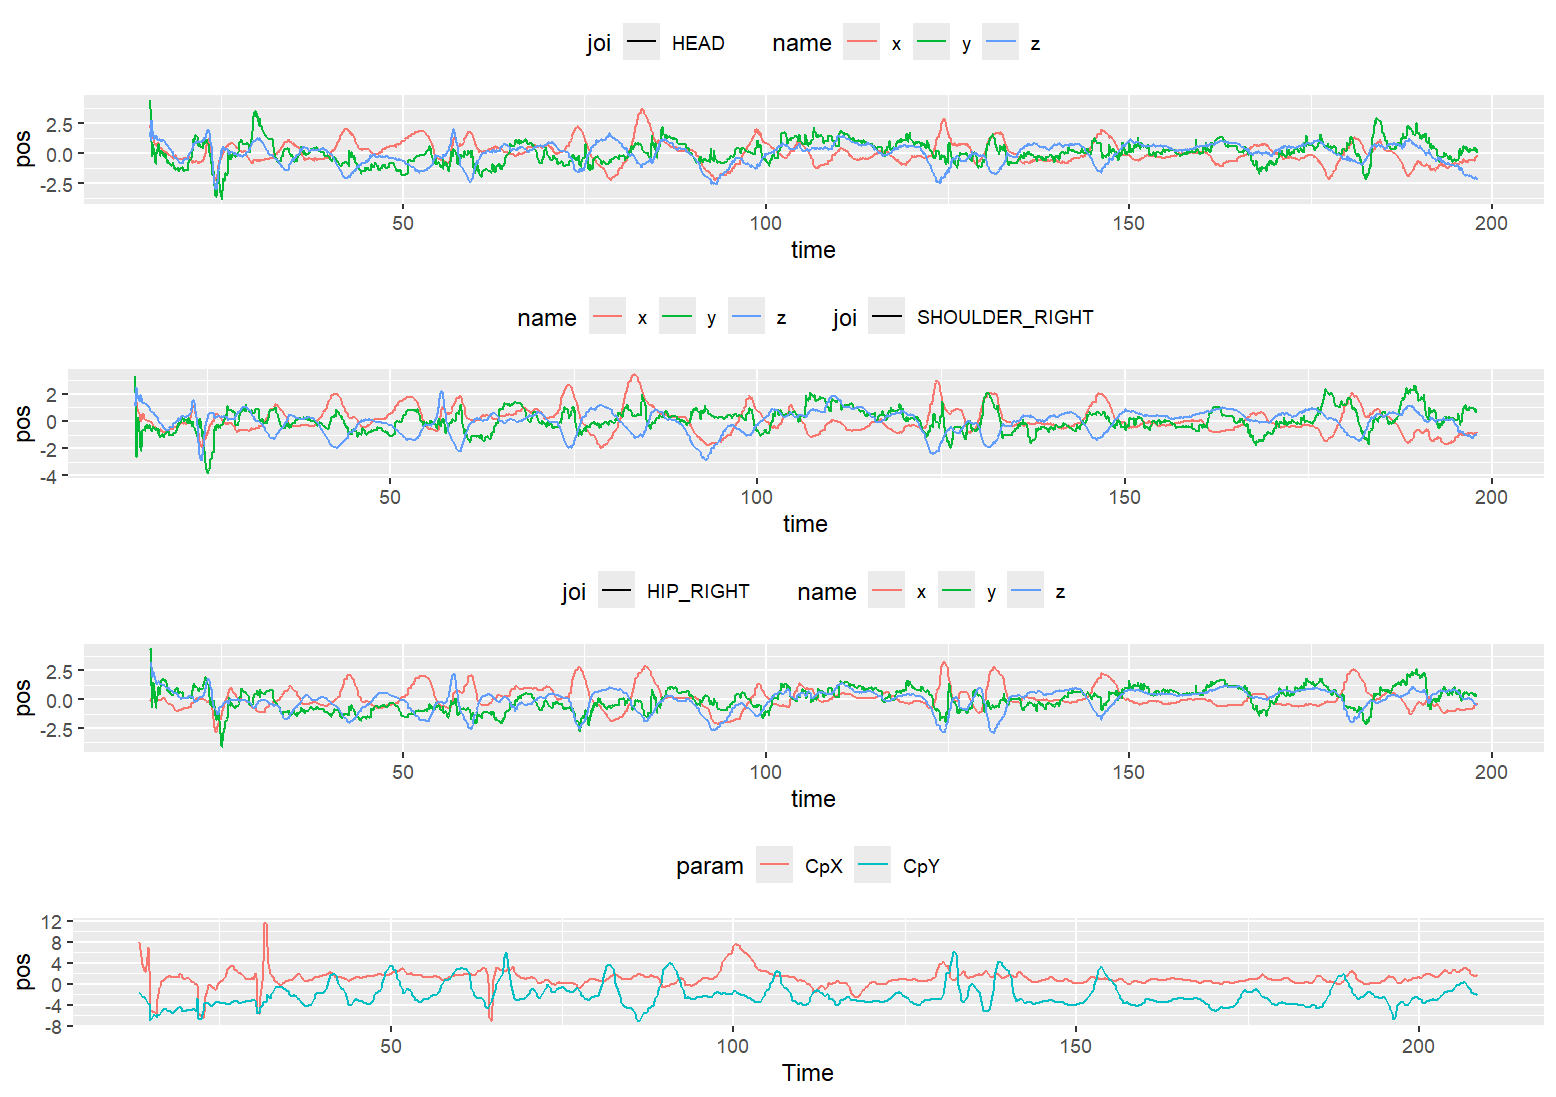 joi HEAD name x y z
2.5
0.0
-2.5
pos
50 100 150 200
time
name x y z joi SHOULDER_RIGHT
2
0
-2
-4
pos
50 100 150 200
time
joi HIP_RIGHT name x y z
2.5
0.0
-2.5
pos
50 100 150 200
time
param CpX CpY
12
8
4
0
-4
-8
pos
50 100 150 200
Time